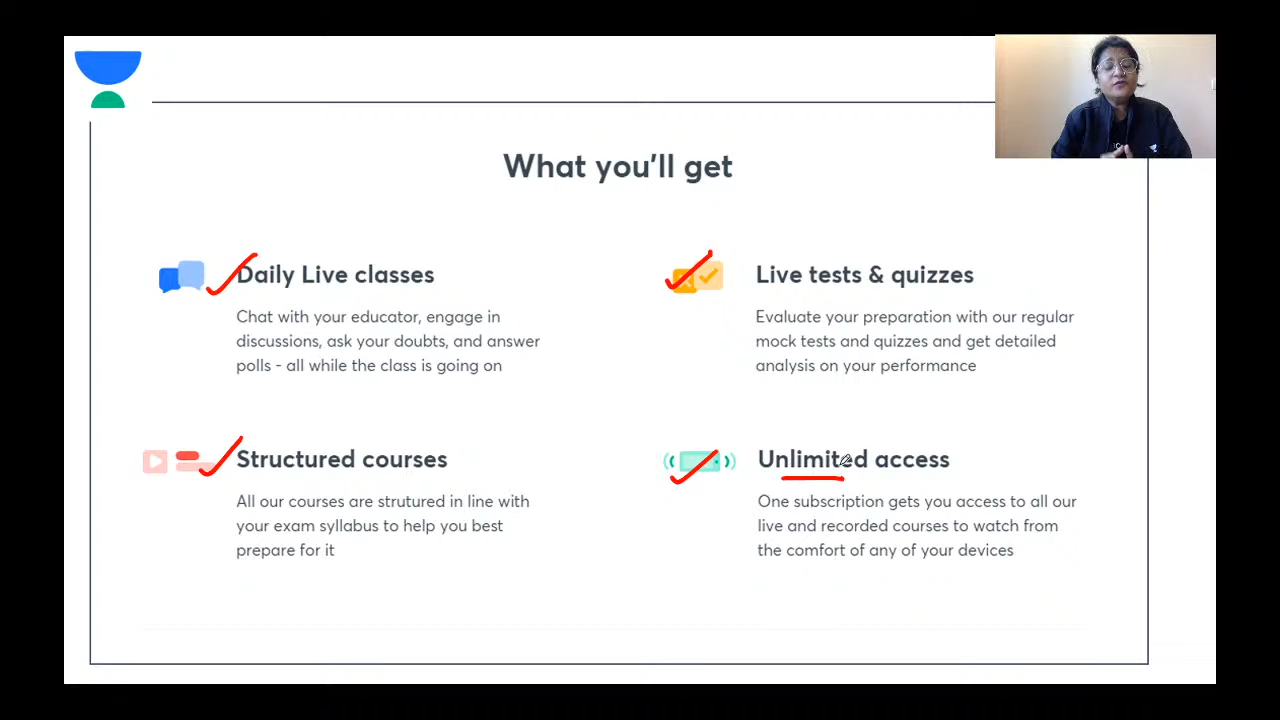 What you'll get
Daily Live classes
Chat with your educator, engage in
discussions, ask your doubts, and answer
polls - all while the class is going on
Live tests & quizzes
Evaluate your preparation with our regular
mock tests and quizzes and get detailed
analysis on your performance
Structured courses
All our courses are strutured in line with
your exam syllabus to help you best
prepare for it
Unlimited access
One subscription gets you access to all our
live and recorded courses to watch from
the comfort of any of your devices